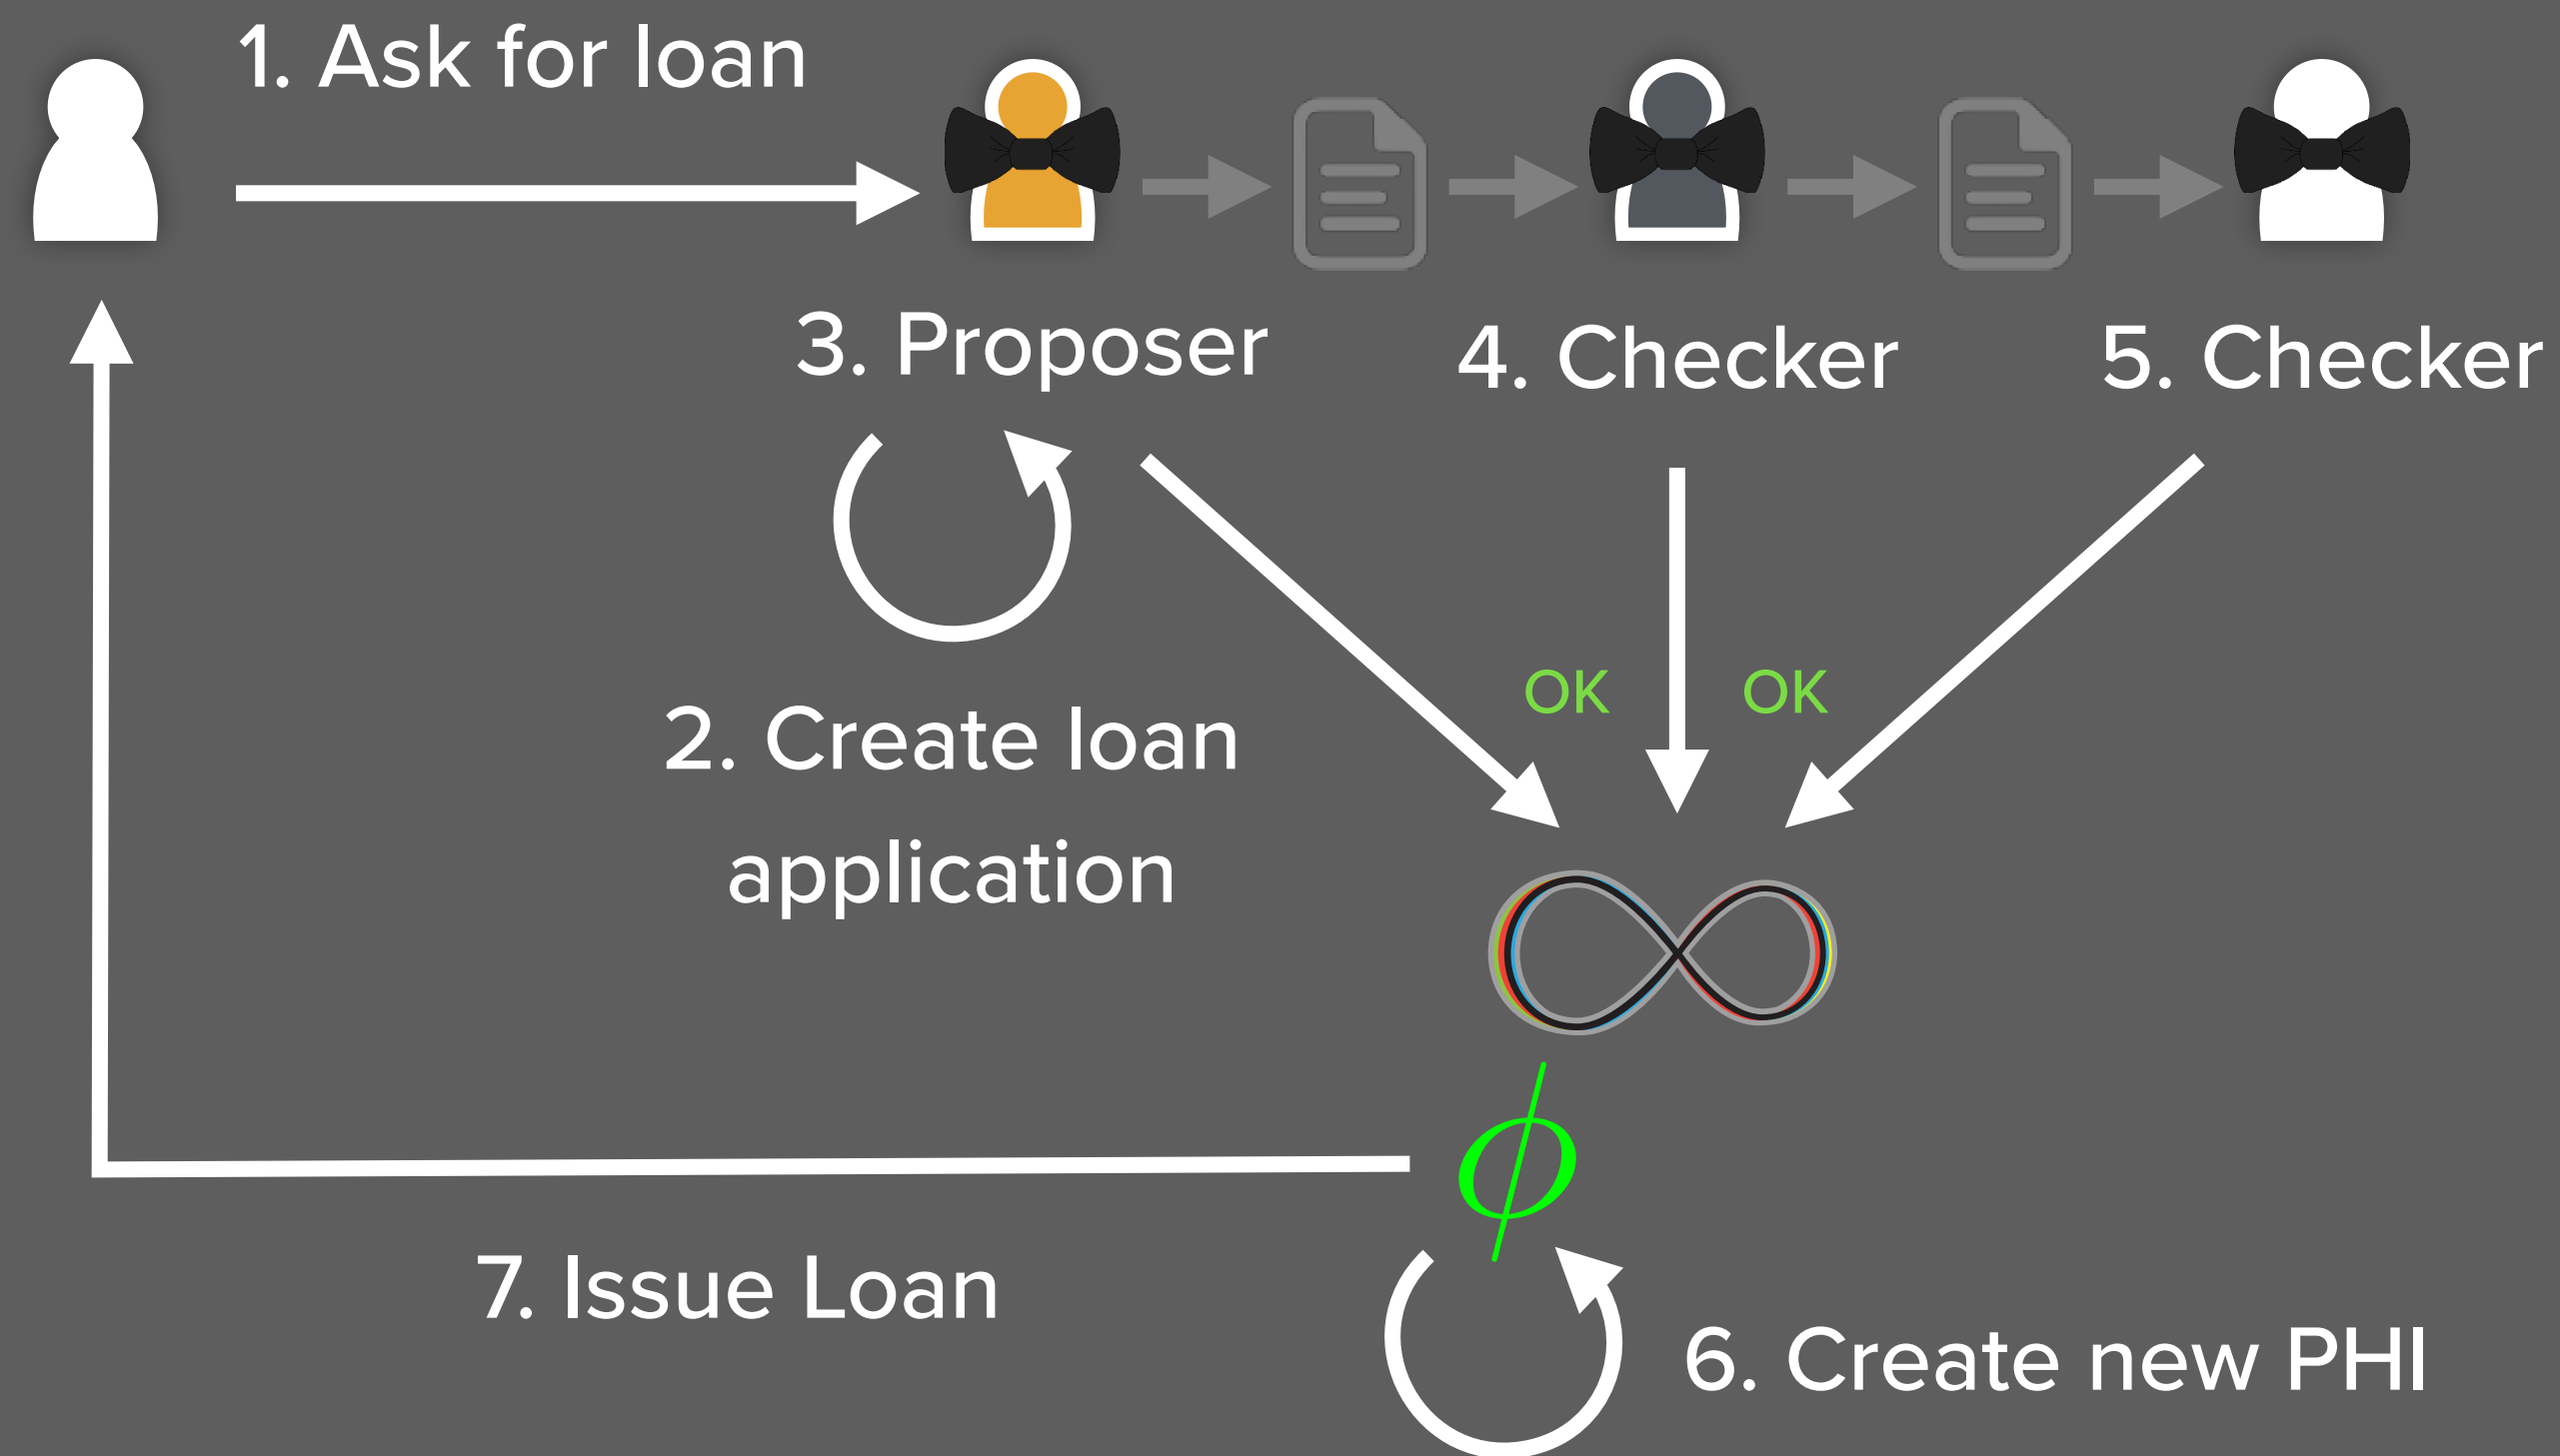 1. Ask for loan
3. Proposer
4. Checker
5. Checker
OK
OK
2. Create loan
application
ϕ
7. Issue Loan
6. Create new PHI